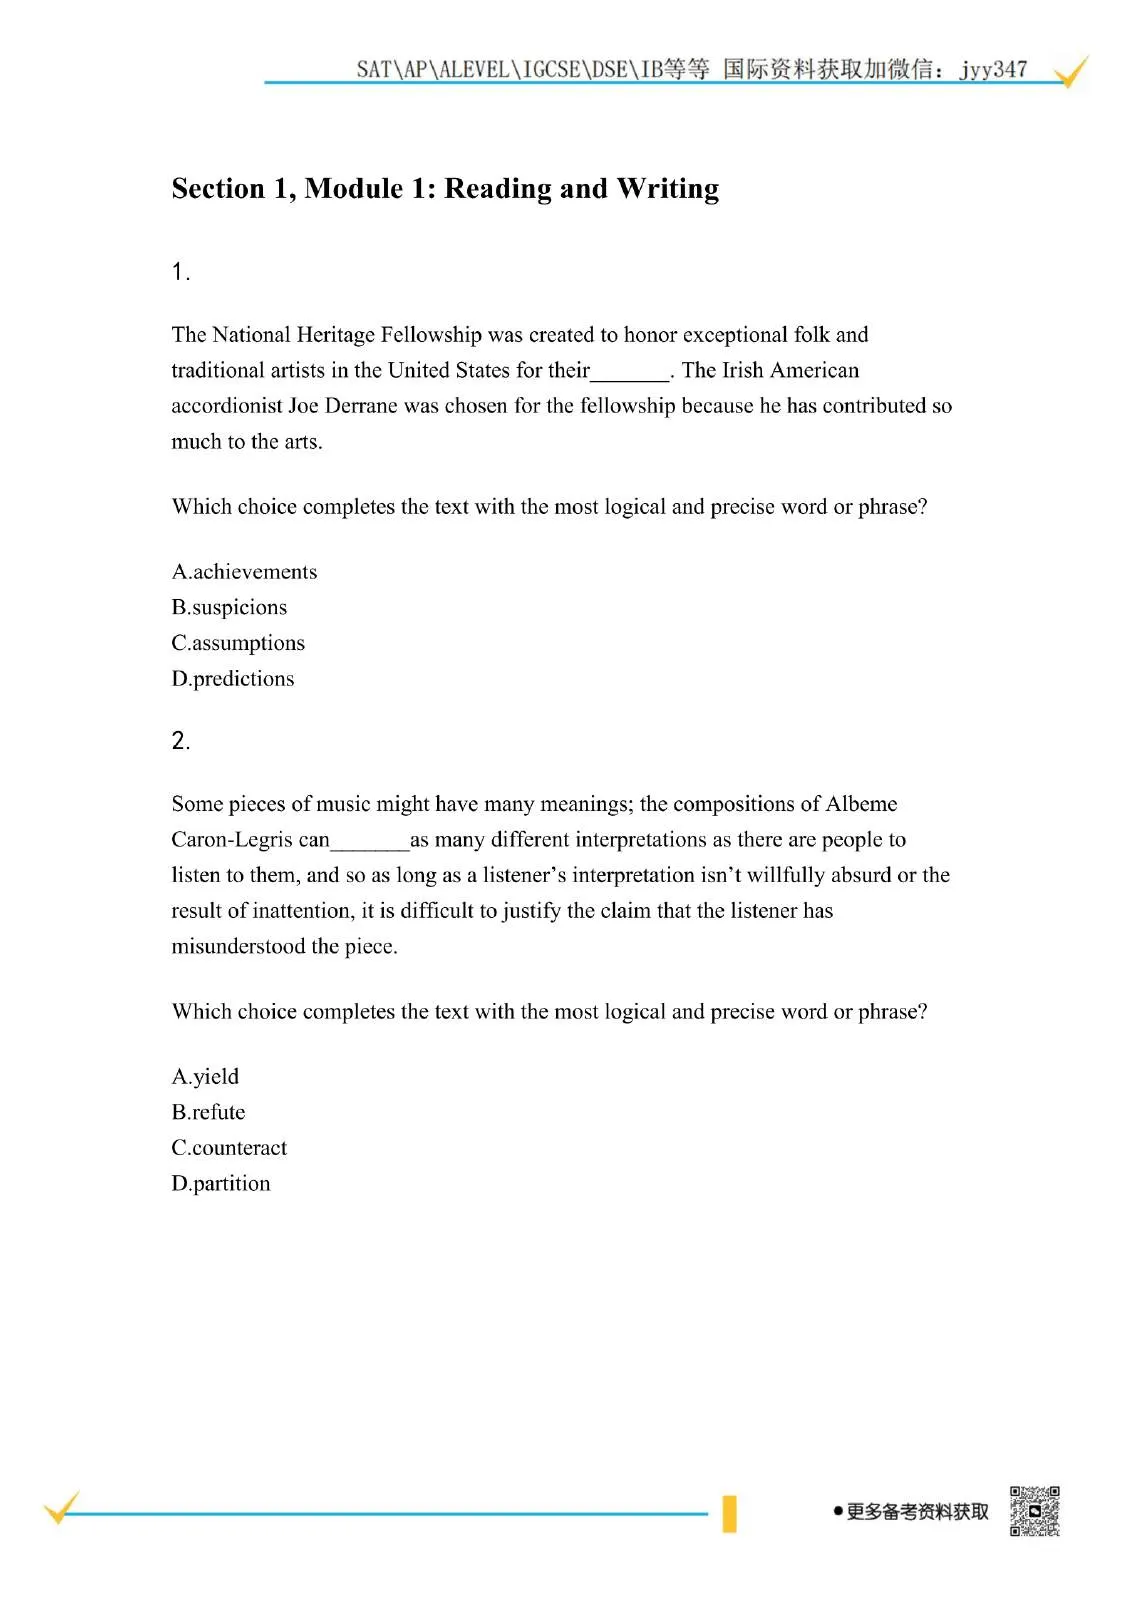 SAT\AP\ALEVEL\IGCSE\DSE\IB等等 国际资料获取加微信：jyy347
Section 1, Module 1: Reading and Writing
1.
The National Heritage Fellowship was created to honor exceptional folk and
traditional artists in the United States for their_______. The Irish American
accordionist Joe Derrane was chosen for the fellowship because he has contributed so
much to the arts.
Which choice completes the text with the most logical and precise word or phrase?
A.achievements
B.suspicions
C.assumptions
D.predictions
2.
Some pieces of music might have many meanings; the compositions of Albeme
Caron-Legris can_______as many different interpretations as there are people to
listen to them, and so as long as a listener’s interpretation isn’t willfully absurd or the
result of inattention, it is difficult to justify the claim that the listener has
misunderstood the piece.
Which choice completes the text with the most logical and precise word or phrase?
A.yield
B.refute
C.counteract
D.partition
●更多备考资料获取